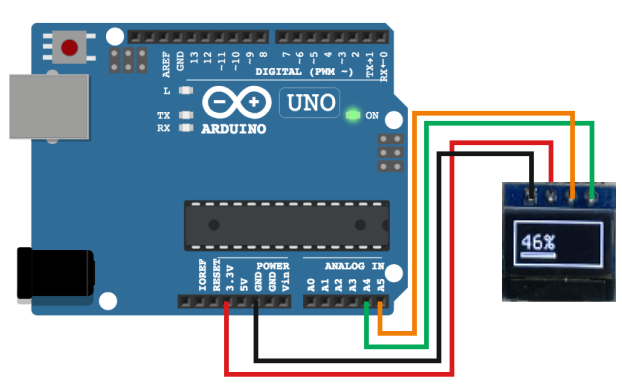 AREF
GND
13
12
~11
~10
~9
8
7
~6
~5
4
~3
2
TX→1
RX←0
DIGITAL (PWM ~)
L
TX
RX
UNO
ON
ARDUINO
46%
POWER
ANALOG IN
IOREF
RESET
3.3V
5V
GND
GND
Vin
A0
A1
A2
A3
A4
A5